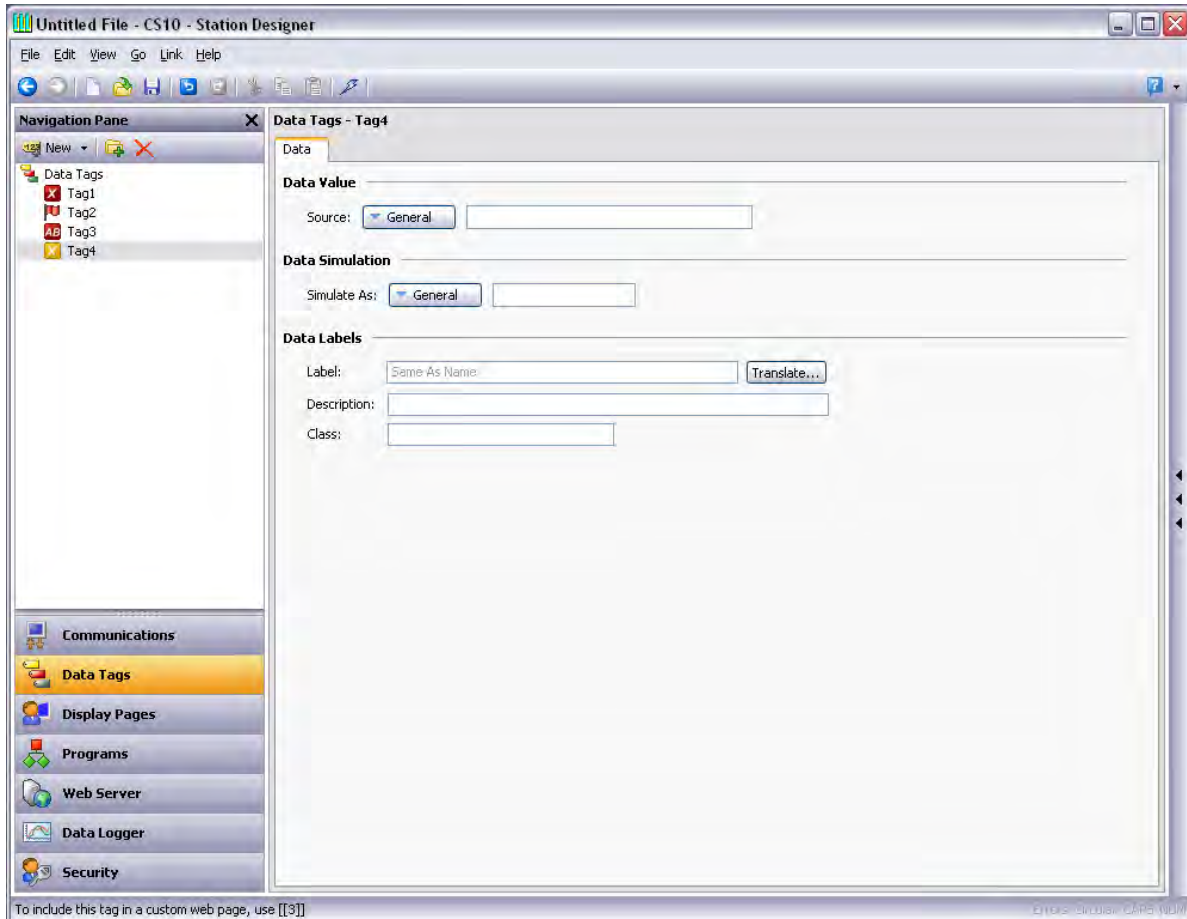 Untitled File - CS10 - Station Designer
File Edit View Go Link Help
Navigation Pane
New
Data Tags
Tag1
Tag2
AB Tag3
Tag4
Communications
Data Tags
Display Pages
Programs
Web Server
Data Logger
Security
Data Tags - Tag4
Data
Data Value
Source: General
Data Simulation
Simulate As: General
Data Labels
Label: Same As Name Translate...
Description:
Class:
To include this tag in a custom web page, use [[3]]
CAPS NUM